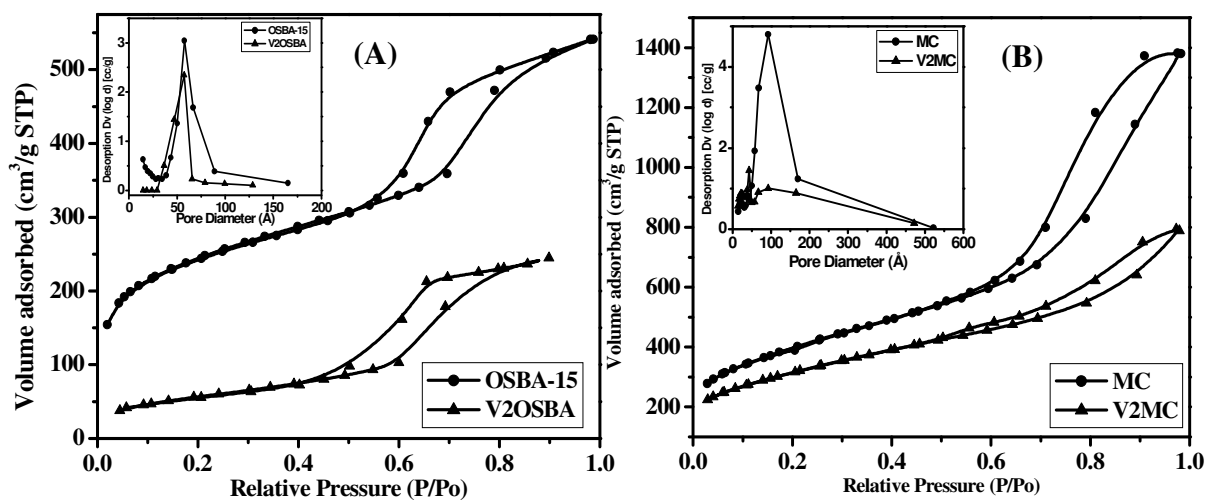 (A)
Volume adsorbed (cm³/g STP)
500
400
300
200
100
0
0.0 0.2 0.4 0.6 0.8 1.0
Relative Pressure (P/Po)
OSBA-15
V2OSBA
Desorption Dv (log d) [cc/g]
3
2
1
0
0 50 100 150 200
Pore Diameter (Å)
OSBA-15
V2OSBA
(B)
Volume adsorbed (cm³/g STP)
1400
1200
1000
800
600
400
200
0.0 0.2 0.4 0.6 0.8 1.0
Relative Pressure (P/Po)
MC
V2MC
Desorption Dv (log d) [cc/g]
4
2
0
0 100 200 300 400 500 600
Pore Diameter (Å)
MC
V2MC